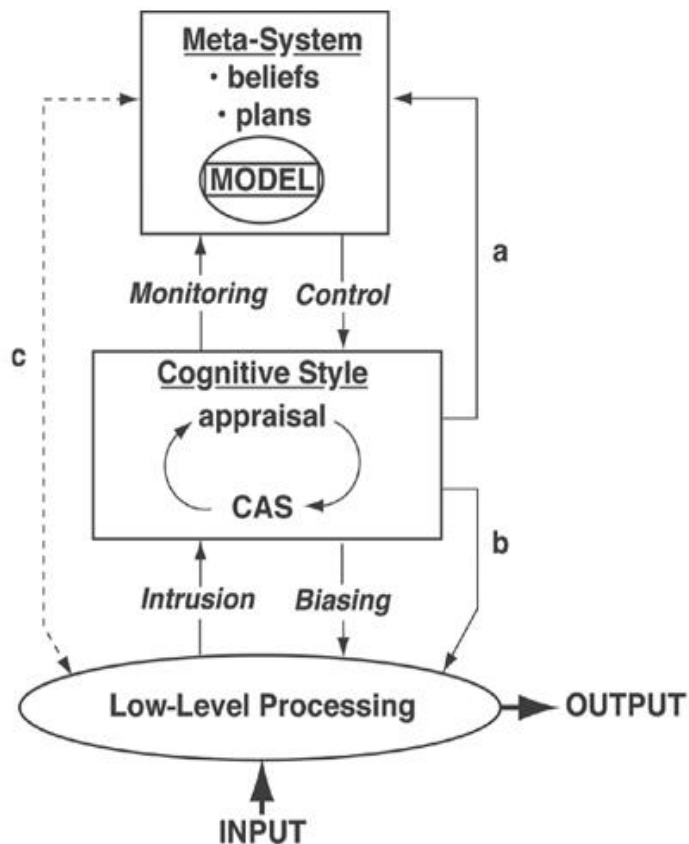 Meta-System
• beliefs
• plans
MODEL
a
Monitoring
Control
c
Cognitive Style
appraisal
CAS
b
Intrusion
Biasing
Low-Level Processing
OUTPUT
INPUT